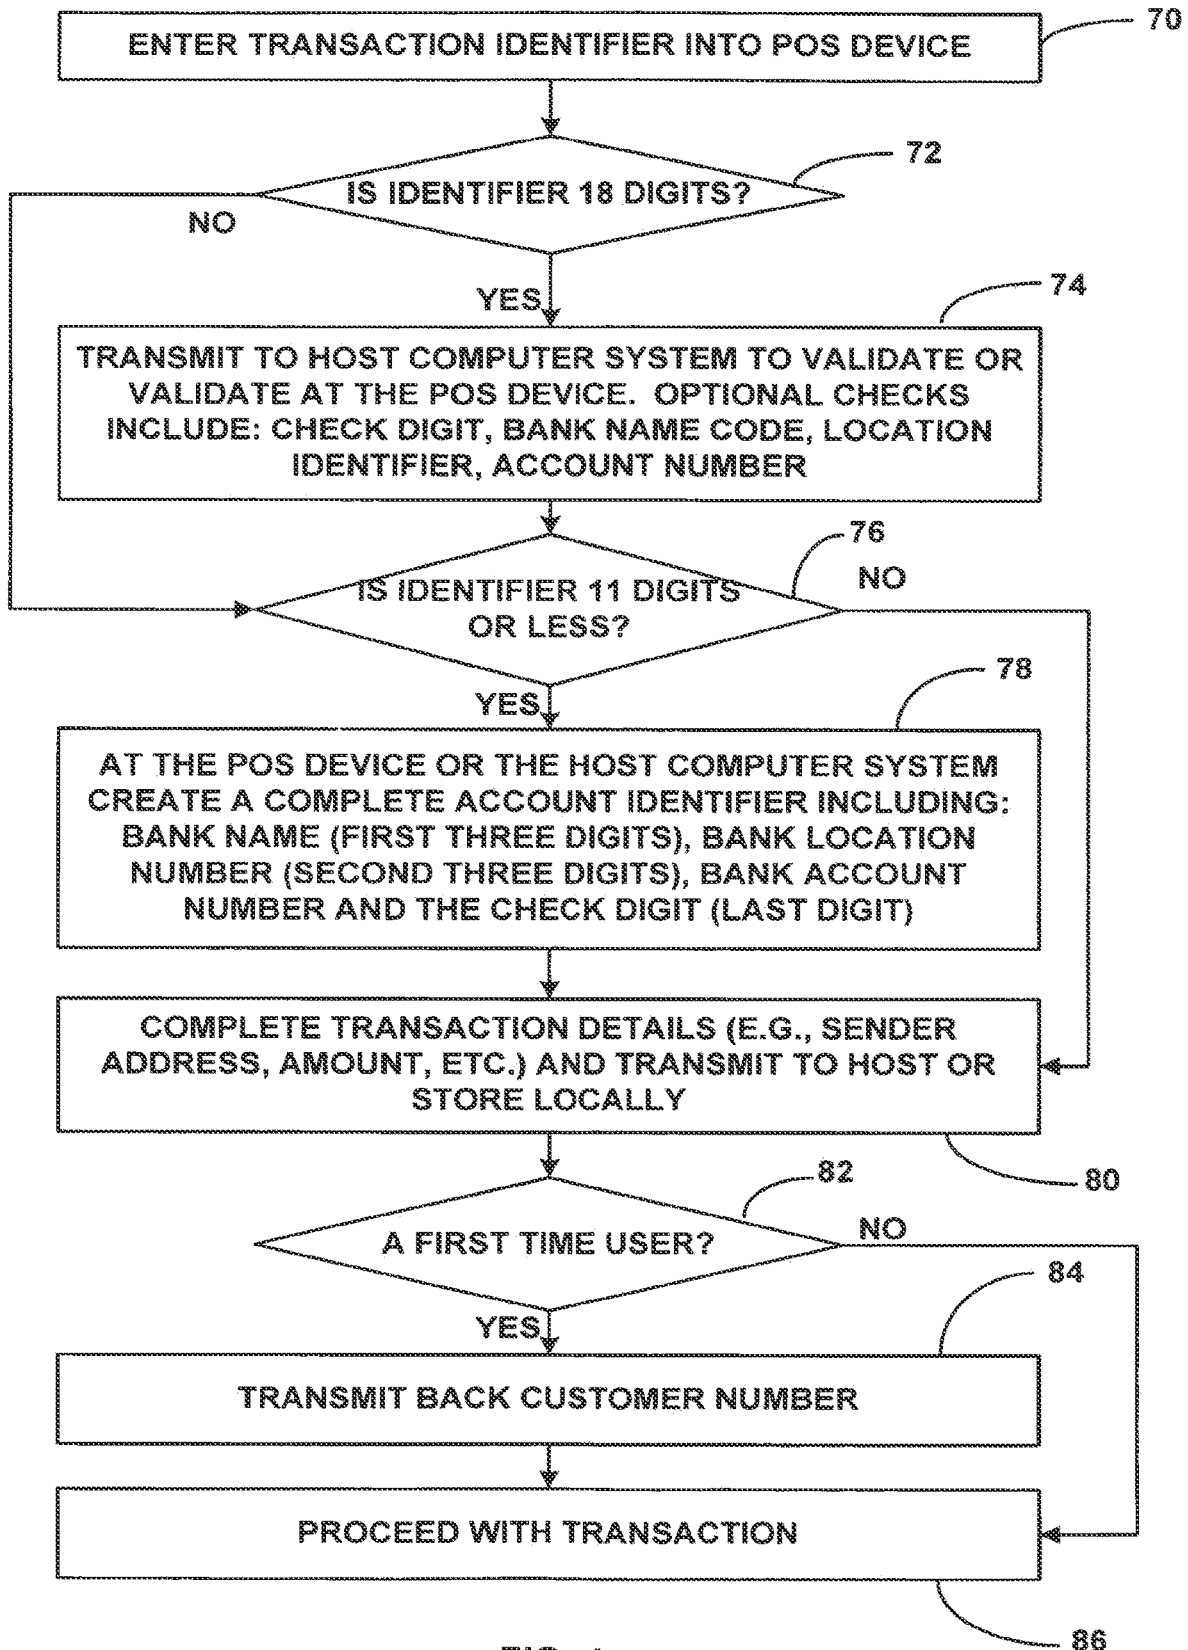 70
ENTER TRANSACTION IDENTIFIER INTO POS DEVICE
72
IS IDENTIFIER 18 DIGITS?
NO
YES
74
TRANSMIT TO HOST COMPUTER SYSTEM TO VALIDATE OR
VALIDATE AT THE POS DEVICE. OPTIONAL CHECKS
INCLUDE: CHECK DIGIT, BANK NAME CODE, LOCATION
IDENTIFIER, ACCOUNT NUMBER
76
NO
IS IDENTIFIER 11 DIGITS
OR LESS?
YES
78
AT THE POS DEVICE OR THE HOST COMPUTER SYSTEM
CREATE A COMPLETE ACCOUNT IDENTIFIER INCLUDING:
BANK NAME (FIRST THREE DIGITS), BANK LOCATION
NUMBER (SECOND THREE DIGITS), BANK ACCOUNT
NUMBER AND THE CHECK DIGIT (LAST DIGIT)
COMPLETE TRANSACTION DETAILS (E.G., SENDER
ADDRESS, AMOUNT, ETC.) AND TRANSMIT TO HOST OR
STORE LOCALLY
80
82
A FIRST TIME USER?
NO
YES
84
TRANSMIT BACK CUSTOMER NUMBER
PROCEED WITH TRANSACTION
86